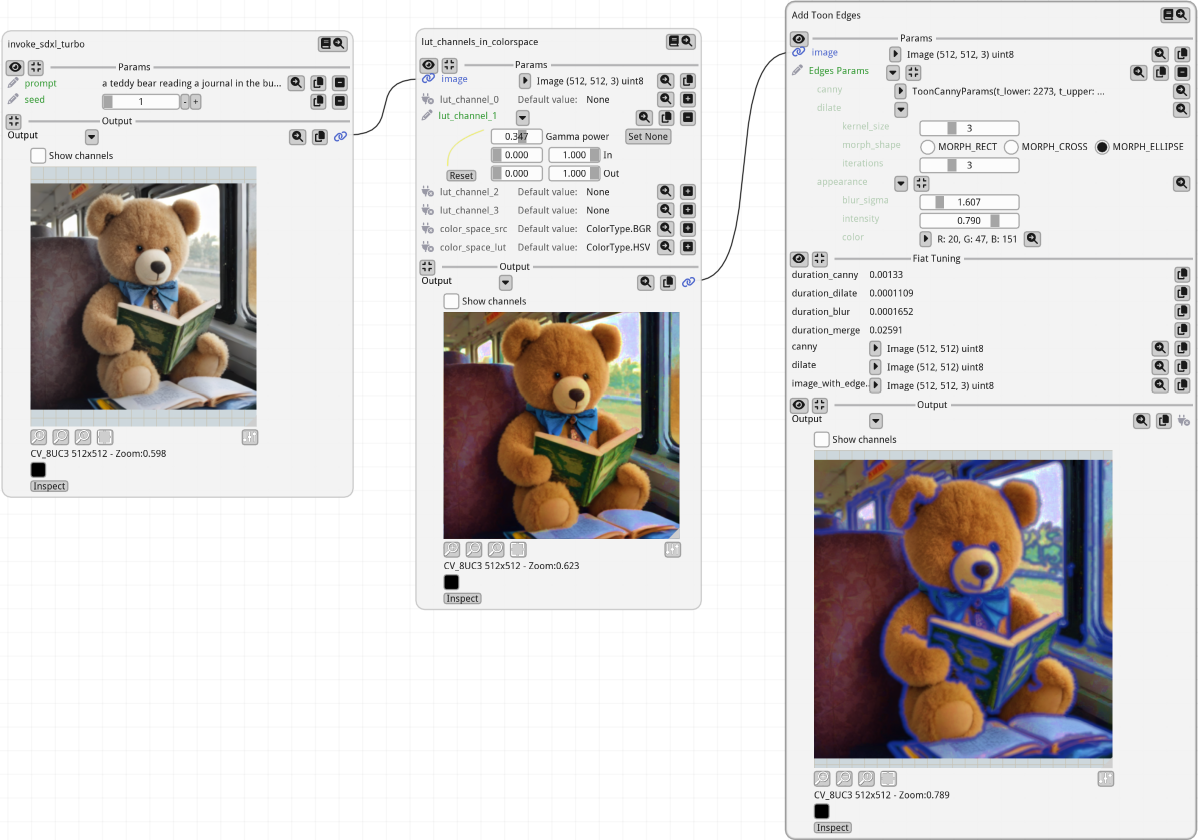 invoke_sdxl_turbo
Params
prompt a teddy bear reading a journal in the bu...
seed 1 - +
Output
Output
Show channels
CV_8UC3 512x512 - Zoom:0.598
Inspect
lut_channels_in_colorspace
Params
image Image (512, 512, 3) uint8
lut_channel_0 Default value: None
lut_channel_1
0.347 Gamma power Set None
0.000 1.000 In
Reset 0.000 1.000 Out
lut_channel_2 Default value: None
lut_channel_3 Default value: None
color_space_src Default value: ColorType.BGR
color_space_lut Default value: ColorType.HSV
Output
Output
Show channels
CV_8UC3 512x512 - Zoom:0.623
Inspect
Add Toon Edges
Params
image Image (512, 512, 3) uint8
Edges Params
canny ToonCannyParams(t_lower: 2273, t_upper: ...
dilate
kernel_size 3
morph_shape MORPH_RECT MORPH_CROSS MORPH_ELLIPSE
iterations 3
appearance
blur_sigma 1.607
intensity 0.790
color R: 20, G: 47, B: 151
Fiat Tuning
duration_canny 0.00133
duration_dilate 0.0001109
duration_blur 0.0001652
duration_merge 0.02591
canny Image (512, 512) uint8
dilate Image (512, 512) uint8
image_with_edge.. Image (512, 512, 3) uint8
Output
Output
Show channels
CV_8UC3 512x512 - Zoom:0.789
Inspect